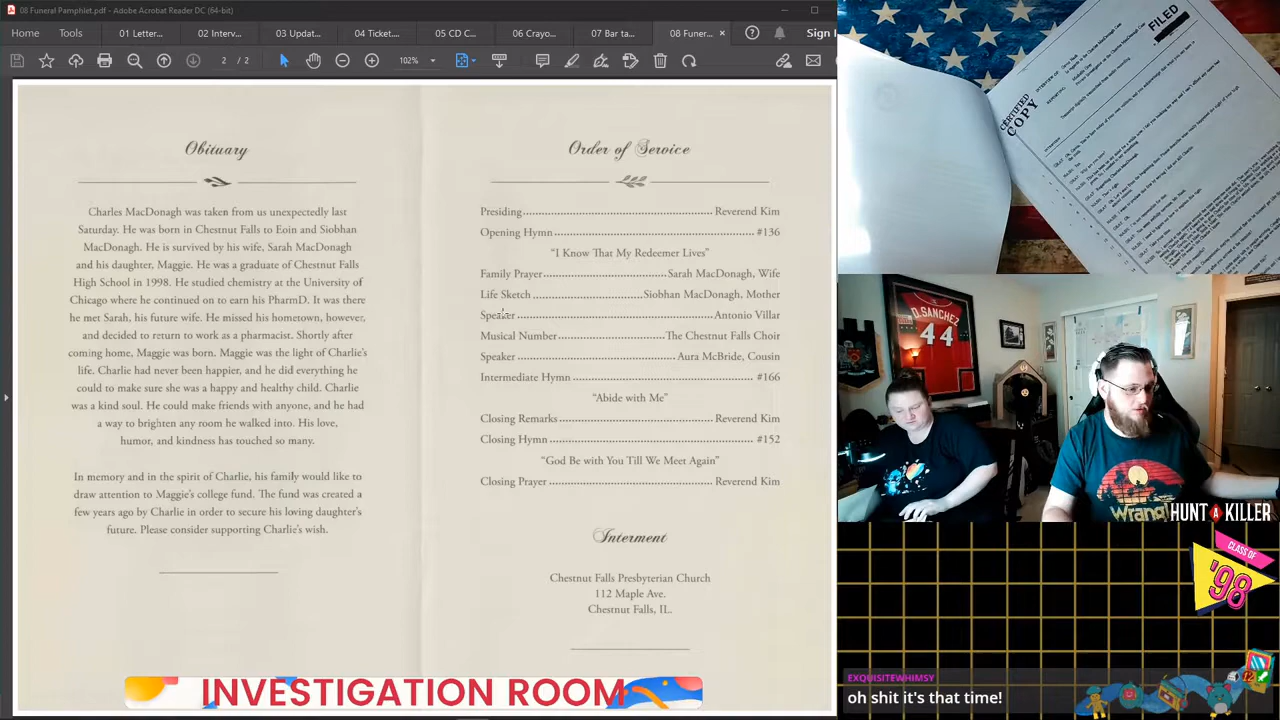 08 Funeral Pamphlet.pdf - Adobe Acrobat Reader DC (64-bit)
Home Tools 01 Letter... 02 Interv... 03 Updat... 04 Ticket... 05 CD C... 06 Crayo... 07 Bar ta... 08 Funer... Sign I
2 / 2 102%
Obituary
Charles MacDonagh was taken from us unexpectedly last
Saturday. He was born in Chestnut Falls to Eoin and Siobhan
MacDonagh. He is survived by his wife, Sarah MacDonagh
and his daughter, Maggie. He was a graduate of Chestnut Falls
High School in 1998. He studied chemistry at the University of
Chicago where he continued on to earn his PharmD. It was there
he met Sarah, his future wife. He missed his hometown, however,
and decided to return to work as a pharmacist. Shortly after
coming home, Maggie was born. Maggie was the light of Charlie's
life. Charlie had never been happier, and he did everything he
could to make sure she was a happy and healthy child. Charlie
was a kind soul. He could make friends with anyone, and he had
a way to brighten any room he walked into. His love,
humor, and kindness has touched so many.
In memory and in the spirit of Charlie, his family would like to
draw attention to Maggie's college fund. The fund was created a
few years ago by Charlie in order to secure his loving daughter's
future. Please consider supporting Charlie's wish.
Order of Service
Presiding Reverend Kim
Opening Hymn #136
“I Know That My Redeemer Lives”
Family Prayer Sarah MacDonagh, Wife
Life Sketch Siobhan MacDonagh, Mother
Speaker Antonio Villar
Musical Number The Chestnut Falls Choir
Speaker Aura McBride, Cousin
Intermediate Hymn #166
“Abide with Me”
Closing Remarks Reverend Kim
Closing Hymn #152
“God Be with You Till We Meet Again”
Closing Prayer Reverend Kim
Interment
Chestnut Falls Presbyterian Church
112 Maple Ave.
Chestnut Falls, IL.
INVESTIGATION ROOM
CERTIFIED
COPY
FILED
D.SANCHEZ
44
HUNT A KILLER
CLASS OF
'98
EXQUISITEWHIMSY
oh shit it's that time!
12